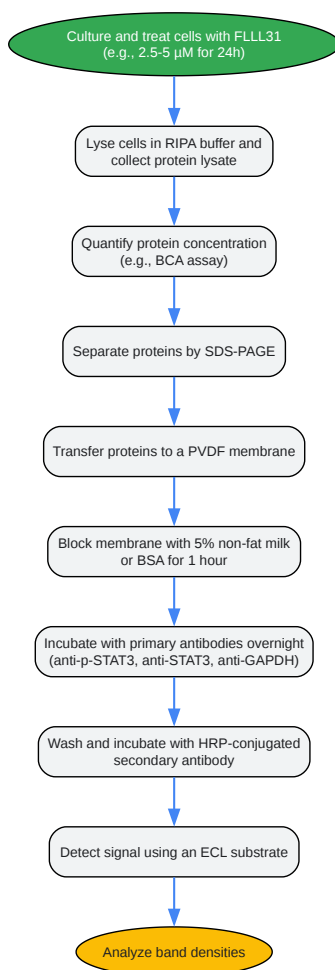 Culture and treat cells with FLLL31
(e.g., 2.5-5 µM for 24h)
Lyse cells in RIPA buffer and
collect protein lysate
Quantify protein concentration
(e.g., BCA assay)
Separate proteins by SDS-PAGE
Transfer proteins to a PVDF membrane
Block membrane with 5% non-fat milk
or BSA for 1 hour
Incubate with primary antibodies overnight
(anti-p-STAT3, anti-STAT3, anti-GAPDH)
Wash and incubate with HRP-conjugated
secondary antibody
Detect signal using an ECL substrate
Analyze band densities